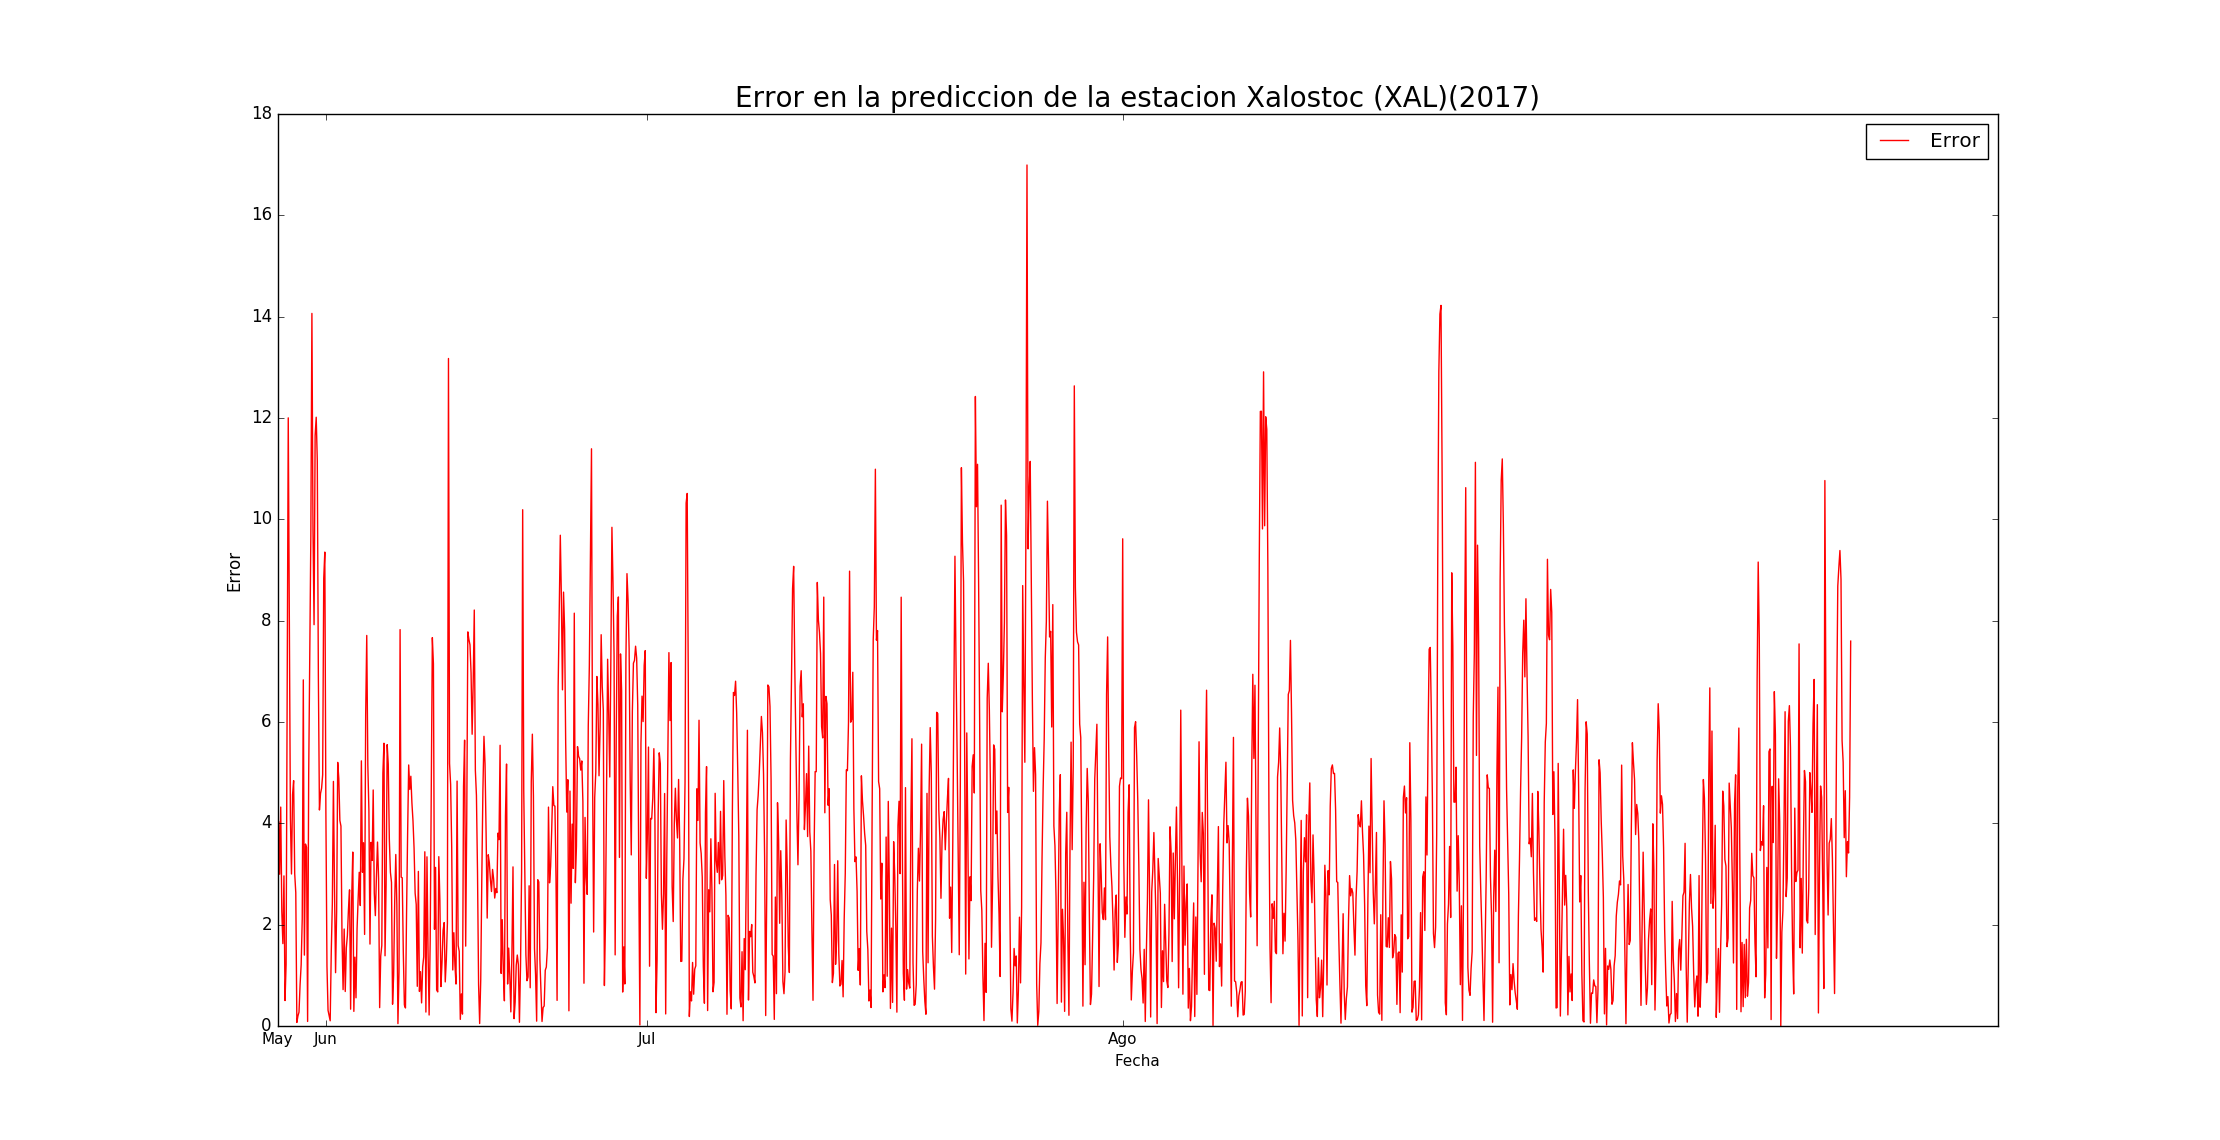 Error en la prediccion de la estacion Xalostoc (XAL)(2017)
Error
18
16
14
12
10
8
6
4
2
0
Error
May Jun Jul Ago
Fecha